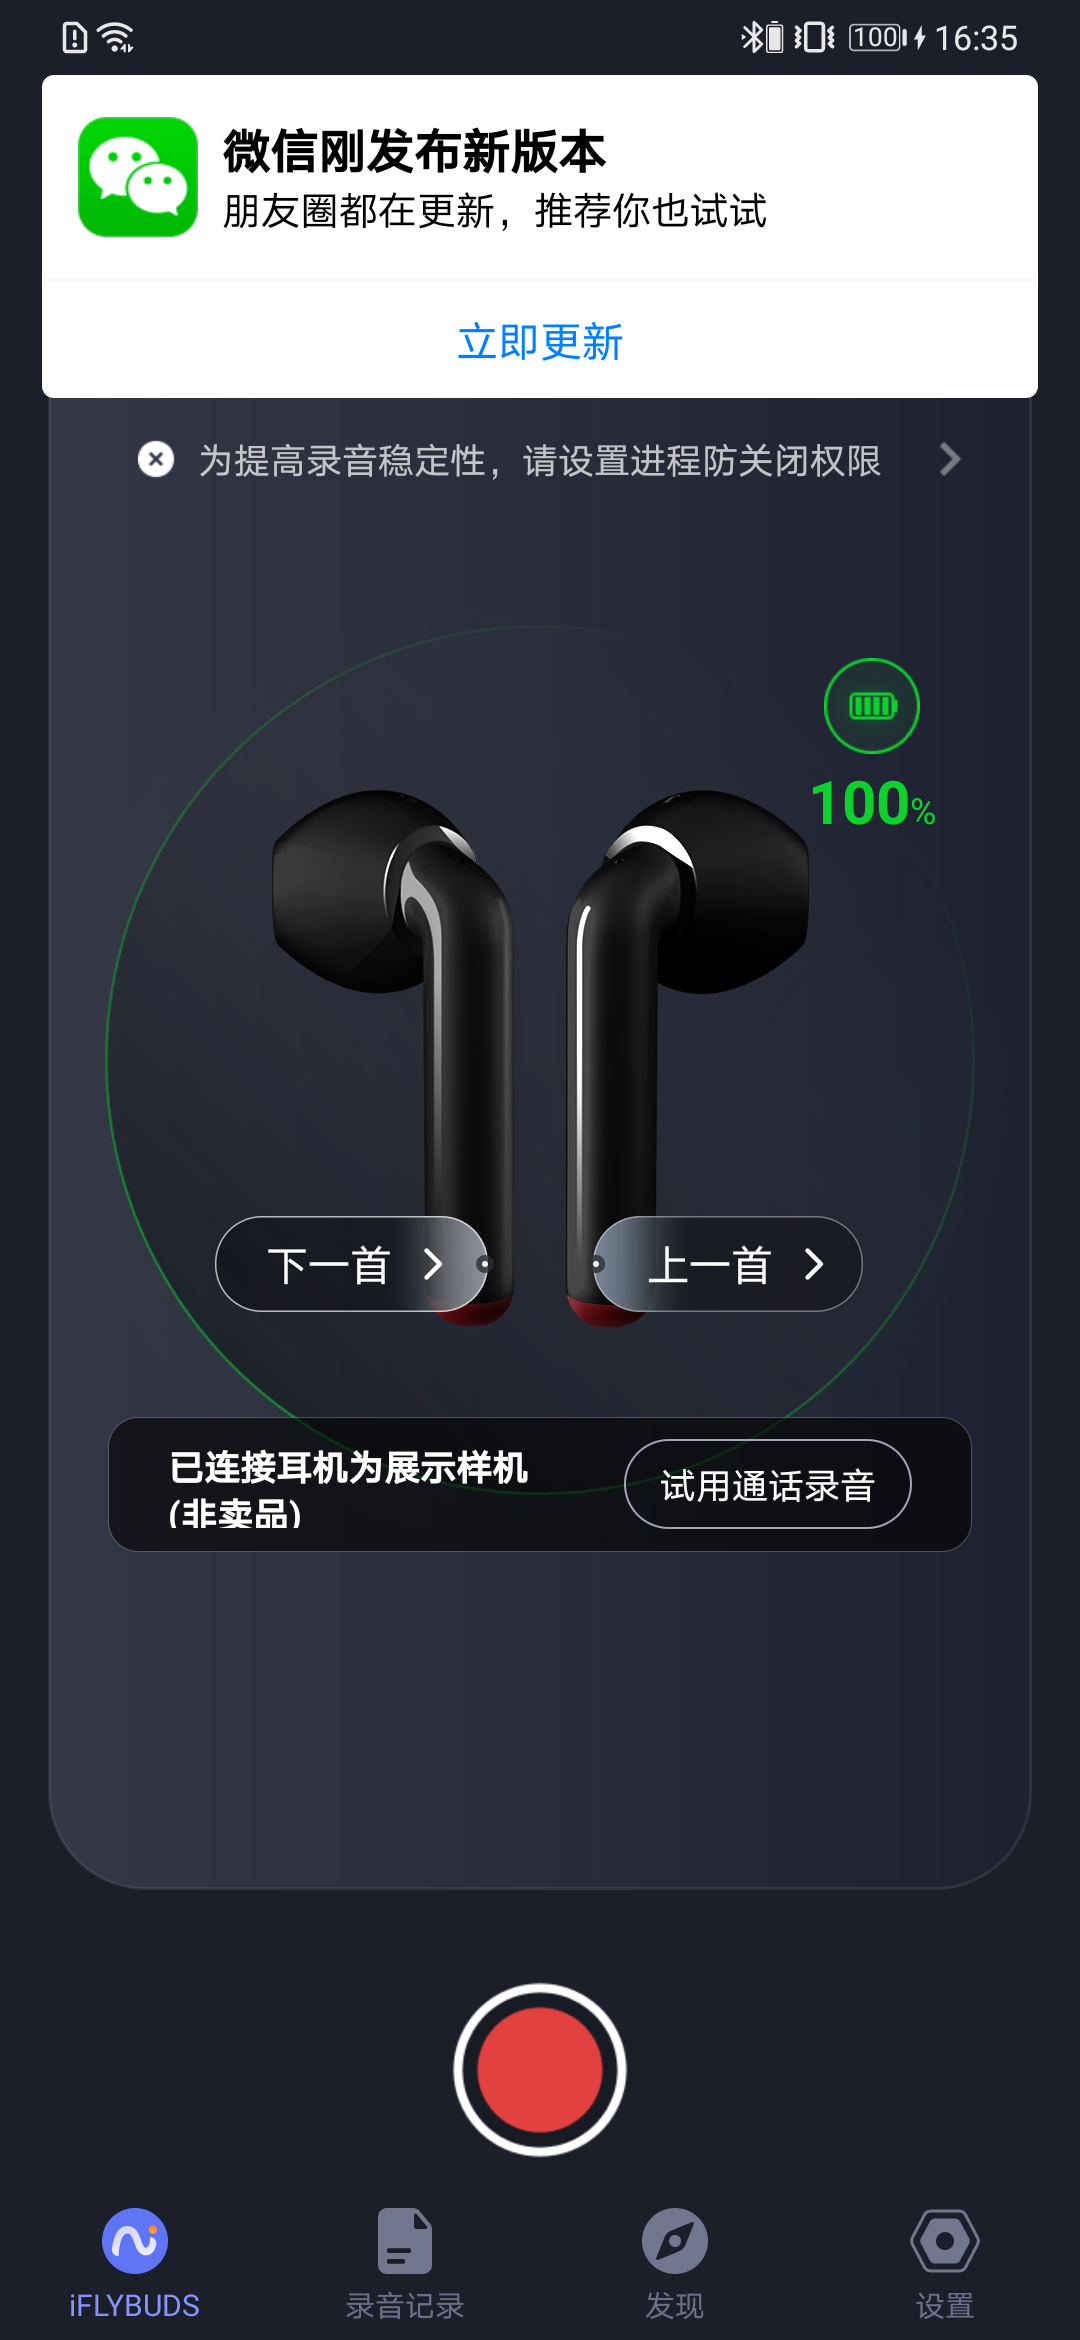 100 16:35
微信刚发布新版本
朋友圈都在更新，推荐你也试试
立即更新
为提高录音稳定性，请设置进程防关闭权限
100%
下一首
上一首
已连接耳机为展示样机
(非卖品)
试用通话录音
iFLYBUDS
录音记录
发现
设置